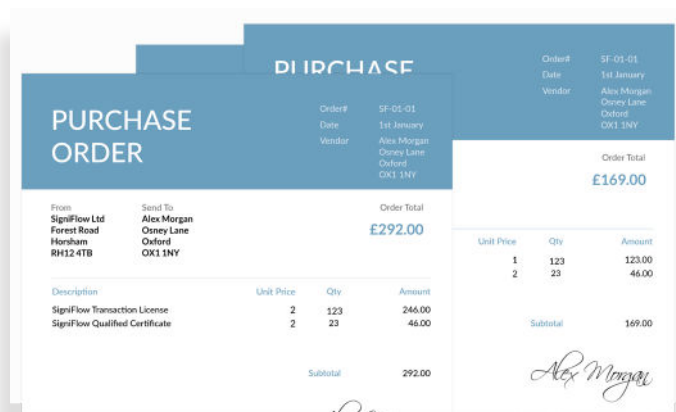 PURCHASE
ORDER
Order# SF-01-01
Date 1st January
Vendor Alex Morgan
Osney Lane
Oxford
OX1 1NY
From
SigniFlow Ltd
Forest Road
Horsham
RH12 4TB
Send To
Alex Morgan
Osney Lane
Oxford
OX1 1NY
Order Total
£292.00
Description Unit Price Qty Amount
SigniFlow Transaction License 2 123 246.00
SigniFlow Qualified Certificate 2 23 46.00
Subtotal 292.00
PURCHASE
Order# SF-01-01
Date 1st January
Vendor Alex Morgan
Osney Lane
Oxford
OX1 1NY
Order Total
£169.00
Unit Price Qty Amount
1 123 123.00
2 23 46.00
Subtotal 169.00
Alex Morgan